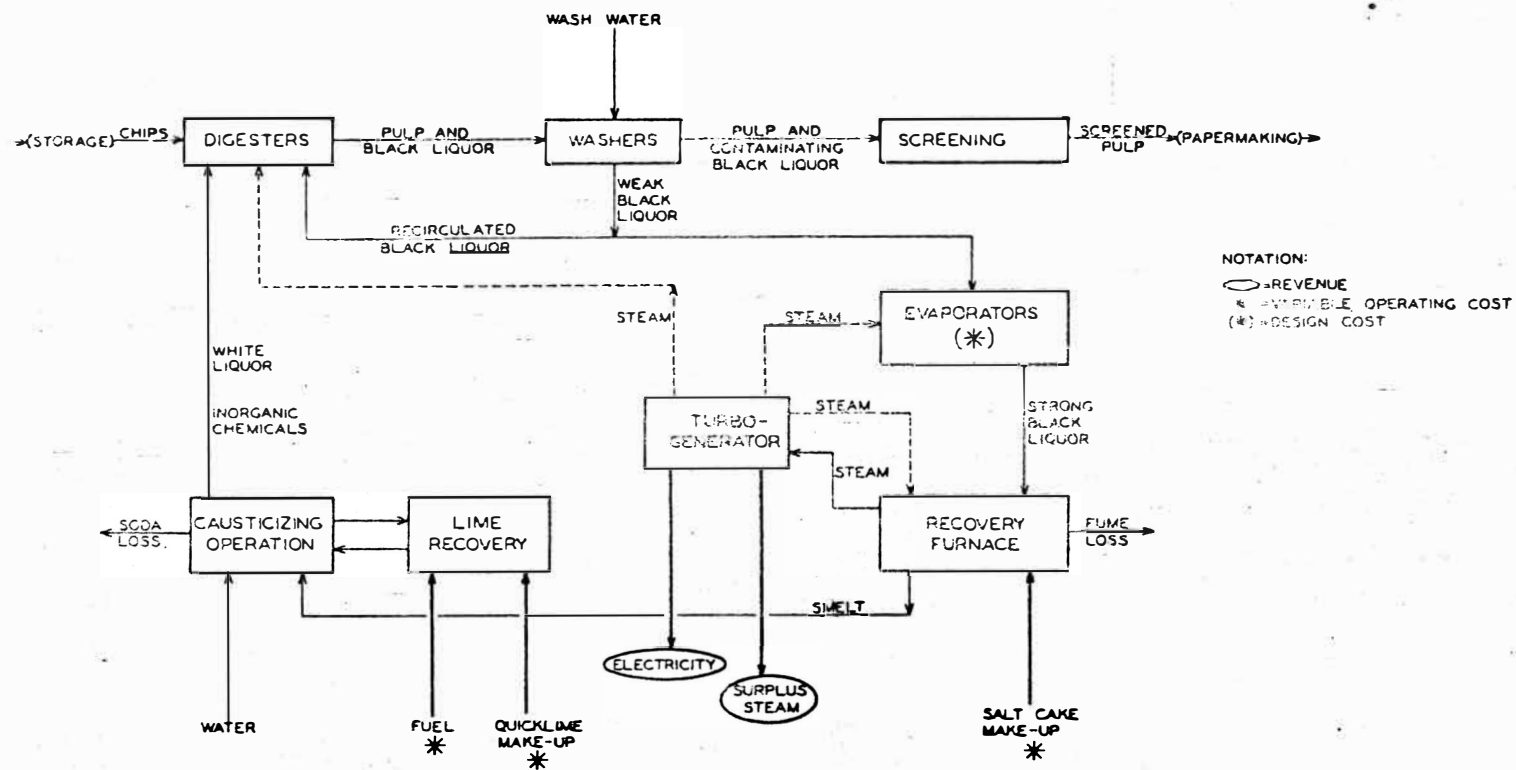 WASH WATER
(STORAGE)
CHIPS
DIGESTERS
PULP AND
BLACK LIQUOR
WASHERS
PULP AND
CONTAMINATING
BLACK LIQUOR
SCREENING
SCREENED
PULP
(PAPERMAKING)
WEAK
BLACK
LIQUOR
RECIRCULATED
BLACK LIQUOR
NOTATION:
=REVENUE
* =VARIABLE OPERATING COST
(*) =DESIGN COST
STEAM
STEAM
EVAPORATORS
(*)
WHITE
LIQUOR
INORGANIC
CHEMICALS
TURBO-
GENERATOR
STEAM
STEAM
STRONG
BLACK
LIQUOR
SODA
LOSS
CAUSTICIZING
OPERATION
LIME
RECOVERY
RECOVERY
FURNACE
FUME
LOSS
SMELT
ELECTRICITY
SURPLUS
STEAM
WATER
FUEL
*
QUICKLIME
MAKE-UP
*
SALT CAKE
MAKE-UP
*